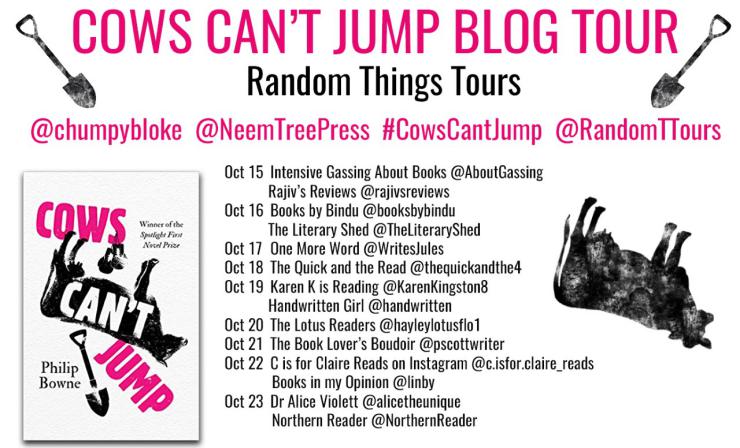 COWS CAN'T JUMP BLOG TOUR
Random Things Tours
@chumpybloke @NeemTreePress #CowsCantJump @RandomTTours
COWS
Winner of the
Spotlight First
Novel Prize
CAN'T
JUMP
Philip
Bowne
Oct 15 Intensive Gassing About Books @AboutGassing
Rajiv's Reviews @rajivsreviews
Oct 16 Books by Bindu @booksbybindu
The Literary Shed @TheLiteraryShed
Oct 17 One More Word @WritesJules
Oct 18 The Quick and the Read @thequickandthe4
Oct 19 Karen K is Reading @KarenKingston8
Handwritten Girl @handwritten
Oct 20 The Lotus Readers @hayleylotusflo1
Oct 21 The Book Lover's Boudoir @pscottwriter
Oct 22 C is for Claire Reads on Instagram @c.isfor.claire_reads
Books in my Opinion @linby
Oct 23 Dr Alice Violett @alicetheunique
Northern Reader @NorthernReader